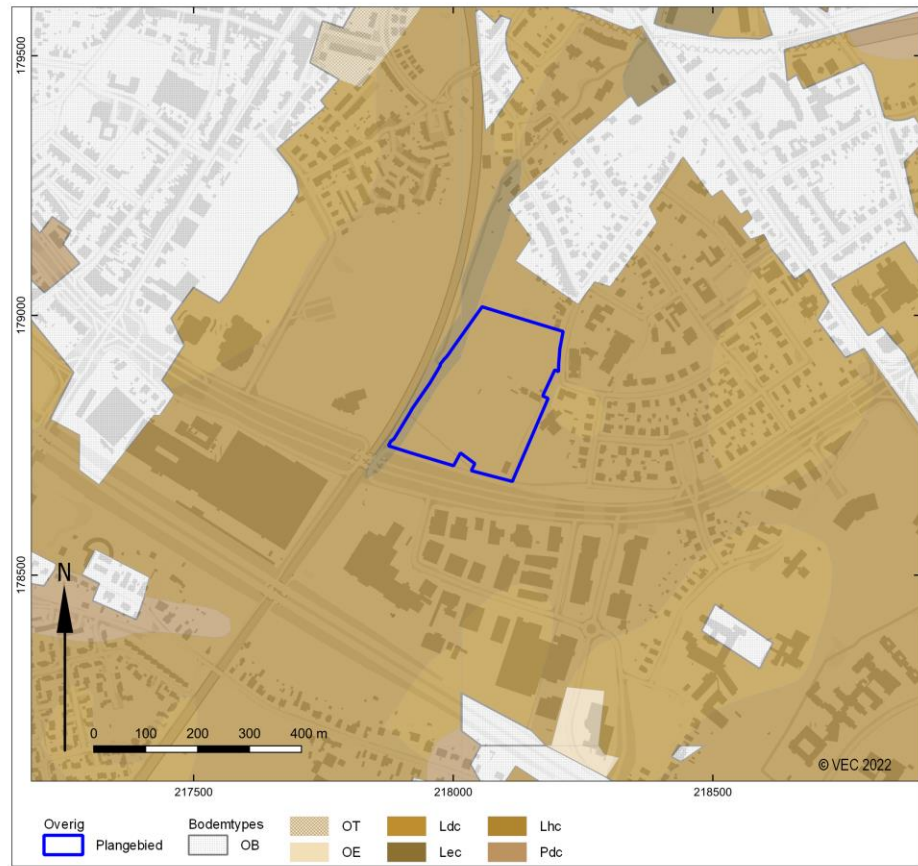 179500
179000
178500
N
0 100 200 300 400 m
© VEC 2022
217500 218000 218500
Overig Bodemtypes OT Ldc Lhc
Plangebied OB OE Lec Pdc